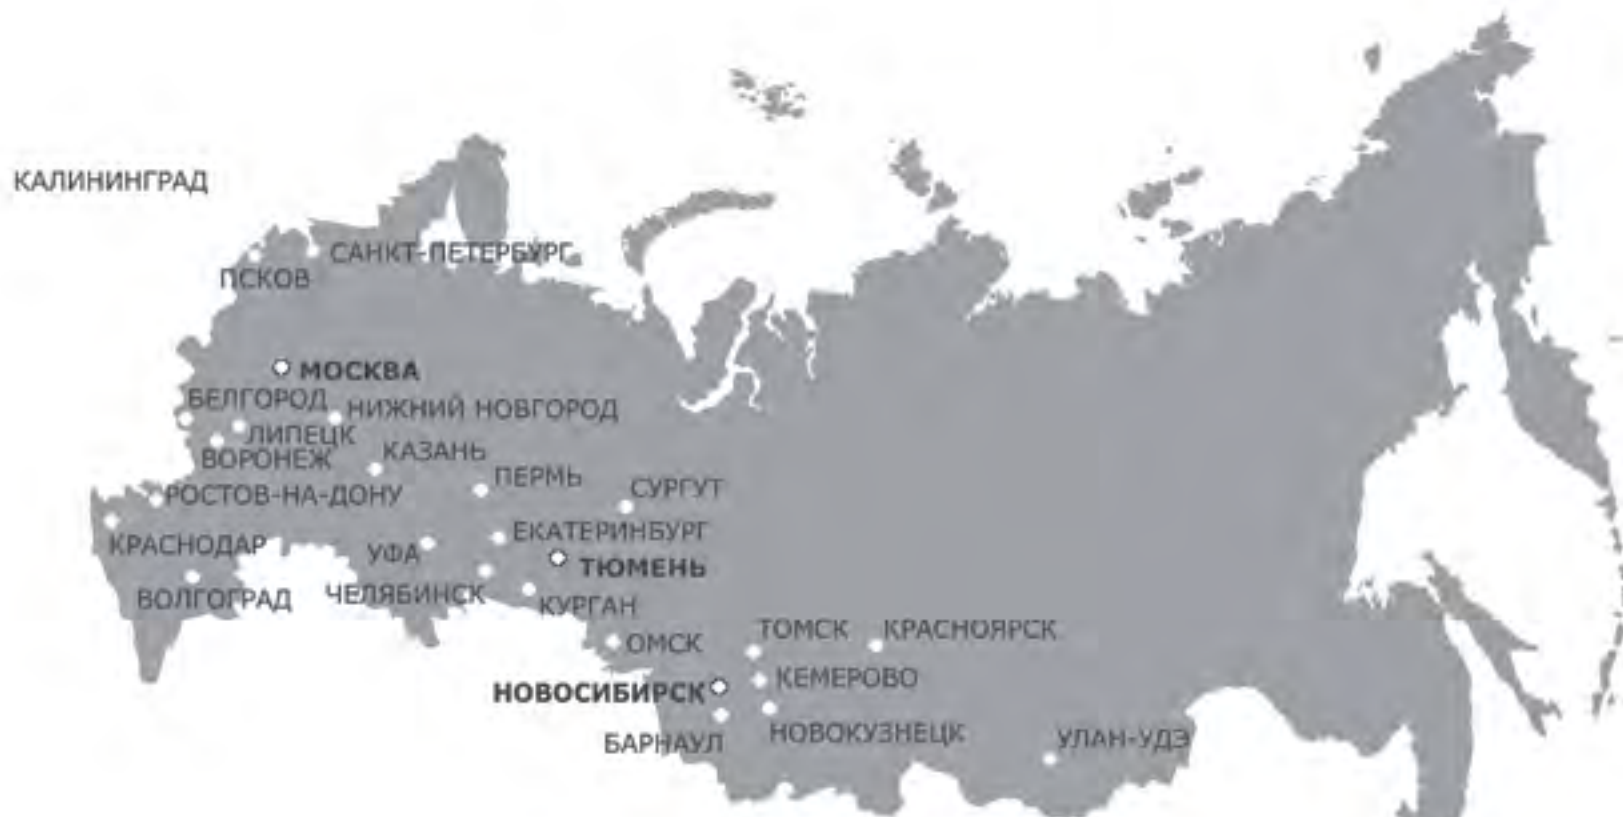 КАЛИНИНГРАД
САНКТ-ПЕТЕРБУРГ
ПСКОВ
МОСКВА
БЕЛГОРОД
НИЖНИЙ НОВГОРОД
ЛИПЕЦК
ВОРОНЕЖ
КАЗАНЬ
ПЕРМЬ
СУРГУТ
РОСТОВ-НА-ДОНУ
ЕКАТЕРИНБУРГ
КРАСНОДАР
УФА
ТЮМЕНЬ
ВОЛГОГРАД
ЧЕЛЯБИНСК
КУРГАН
ОМСК
ТОМСК
КРАСНОЯРСК
КЕМЕРОВО
НОВОСИБИРСК
НОВОКУЗНЕЦК
БАРНАУЛ
УЛАН-УДЭ